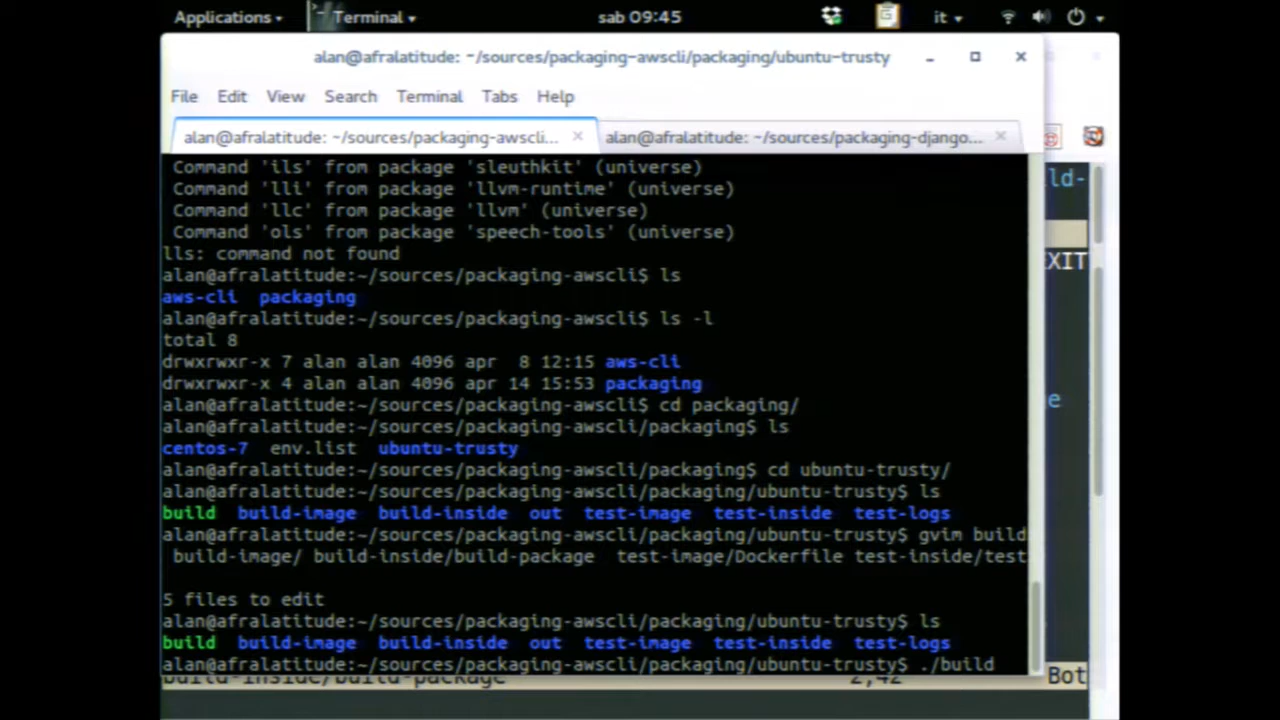 Applications
Terminal
sab 09:45
it
alan@afralatitude: ~/sources/packaging-awscli/packaging/ubuntu-trusty
File Edit View Search Terminal Tabs Help
alan@afralatitude: ~/sources/packaging-awscli...
alan@afralatitude: ~/sources/packaging-django...
Command 'ils' from package 'sleuthkit' (universe)
Command 'lli' from package 'llvm-runtime' (universe)
Command 'llc' from package 'llvm' (universe)
Command 'ols' from package 'speech-tools' (universe)
lls: command not found
alan@afralatitude:~/sources/packaging-awscli$ ls
aws-cli packaging
alan@afralatitude:~/sources/packaging-awscli$ ls -l
total 8
drwxrwxr-x 7 alan alan 4096 apr 8 12:15 aws-cli
drwxrwxr-x 4 alan alan 4096 apr 14 15:53 packaging
alan@afralatitude:~/sources/packaging-awscli$ cd packaging/
alan@afralatitude:~/sources/packaging-awscli/packaging$ ls
centos-7 env.list ubuntu-trusty
alan@afralatitude:~/sources/packaging-awscli/packaging$ cd ubuntu-trusty/
alan@afralatitude:~/sources/packaging-awscli/packaging/ubuntu-trusty$ ls
build build-image build-inside out test-image test-inside test-logs
alan@afralatitude:~/sources/packaging-awscli/packaging/ubuntu-trusty$ gvim build
build-image/ build-inside/build-package test-image/Dockerfile test-inside/test
5 files to edit
alan@afralatitude:~/sources/packaging-awscli/packaging/ubuntu-trusty$ ls
build build-image build-inside out test-image test-inside test-logs
alan@afralatitude:~/sources/packaging-awscli/packaging/ubuntu-trusty$ ./build
build-inside/build-package 2,42 Bot
ld-
EXIT
e